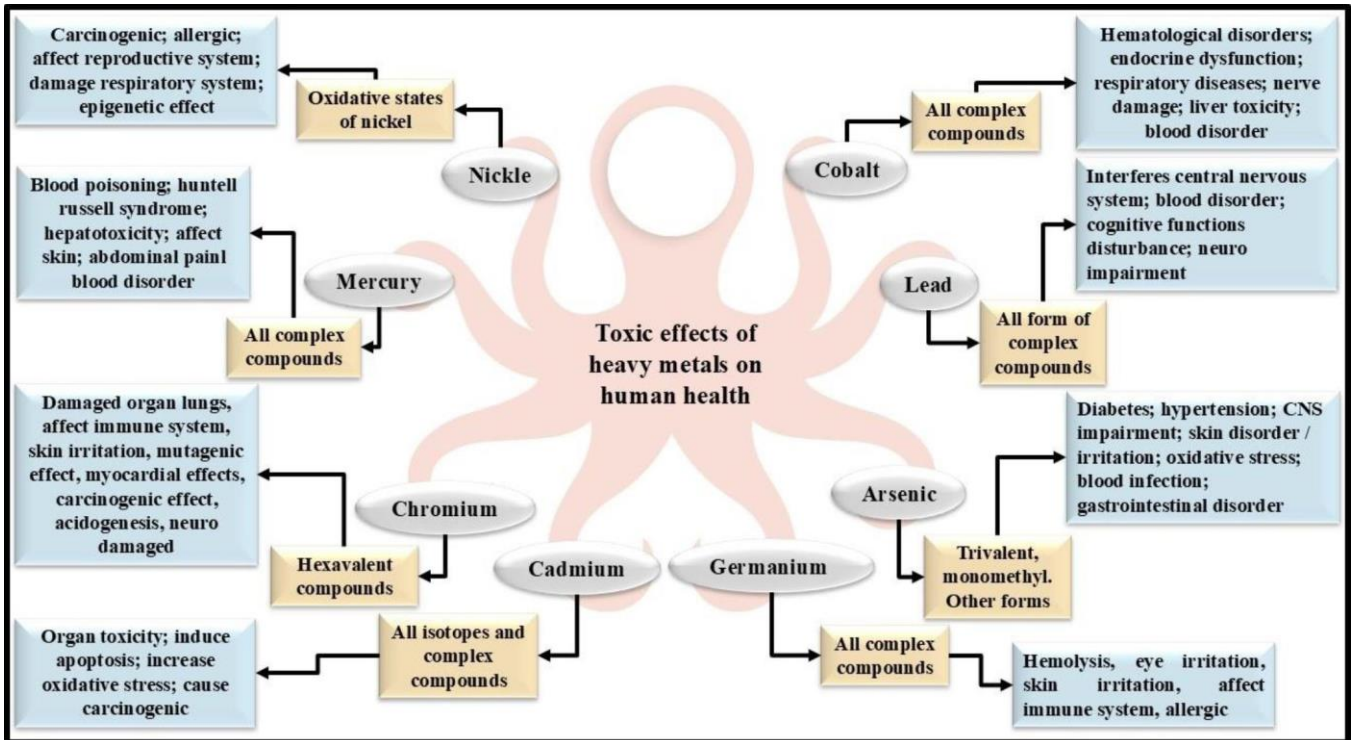 Carcinogenic; allergic;
affect reproductive system;
damage respiratory system;
epigenetic effect
Oxidative states
of nickel
Nickle
Blood poisoning; huntell
russell syndrome;
hepatotoxicity; affect
skin; abdominal painl
blood disorder
Mercury
All complex
compounds
Damaged organ lungs,
affect immune system,
skin irritation, mutagenic
effect, myocardial effects,
carcinogenic effect,
acidogenesis, neuro
damaged
Chromium
Hexavalent
compounds
Cadmium
All isotopes and
complex
compounds
Organ toxicity; induce
apoptosis; increase
oxidative stress; cause
carcinogenic
Toxic effects of
heavy metals on
human health
Hematological disorders;
endocrine dysfunction;
respiratory diseases; nerve
damage; liver toxicity;
blood disorder
All complex
compounds
Cobalt
Interferes central nervous
system; blood disorder;
cognitive functions
disturbance; neuro
impairment
Lead
All form of
complex
compounds
Diabetes; hypertension; CNS
impairment; skin disorder /
irritation; oxidative stress;
blood infection;
gastrointestinal disorder
Arsenic
Trivalent,
monomethyl.
Other forms
Germanium
All complex
compounds
Hemolysis, eye irritation,
skin irritation, affect
immune system, allergic